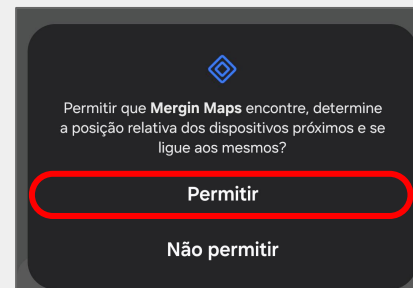 Permitir que Mergin Maps encontre, determine
a posição relativa dos dispositivos próximos e se
ligue aos mesmos?
Permitir
Não permitir